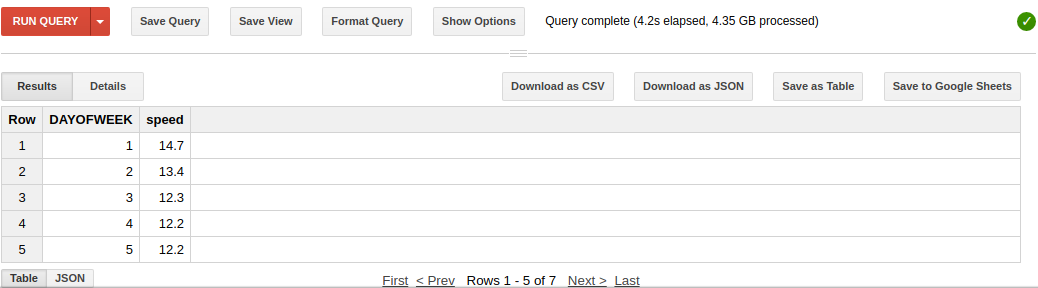 RUN QUERY Save Query Save View Format Query Show Options Query complete (4.2s elapsed, 4.35 GB processed)
Results Details Download as CSV Download as JSON Save as Table Save to Google Sheets
Row DAYOFWEEK speed
1 1 14.7
2 2 13.4
3 3 12.3
4 4 12.2
5 5 12.2
Table JSON First < Prev Rows 1 - 5 of 7 Next > Last